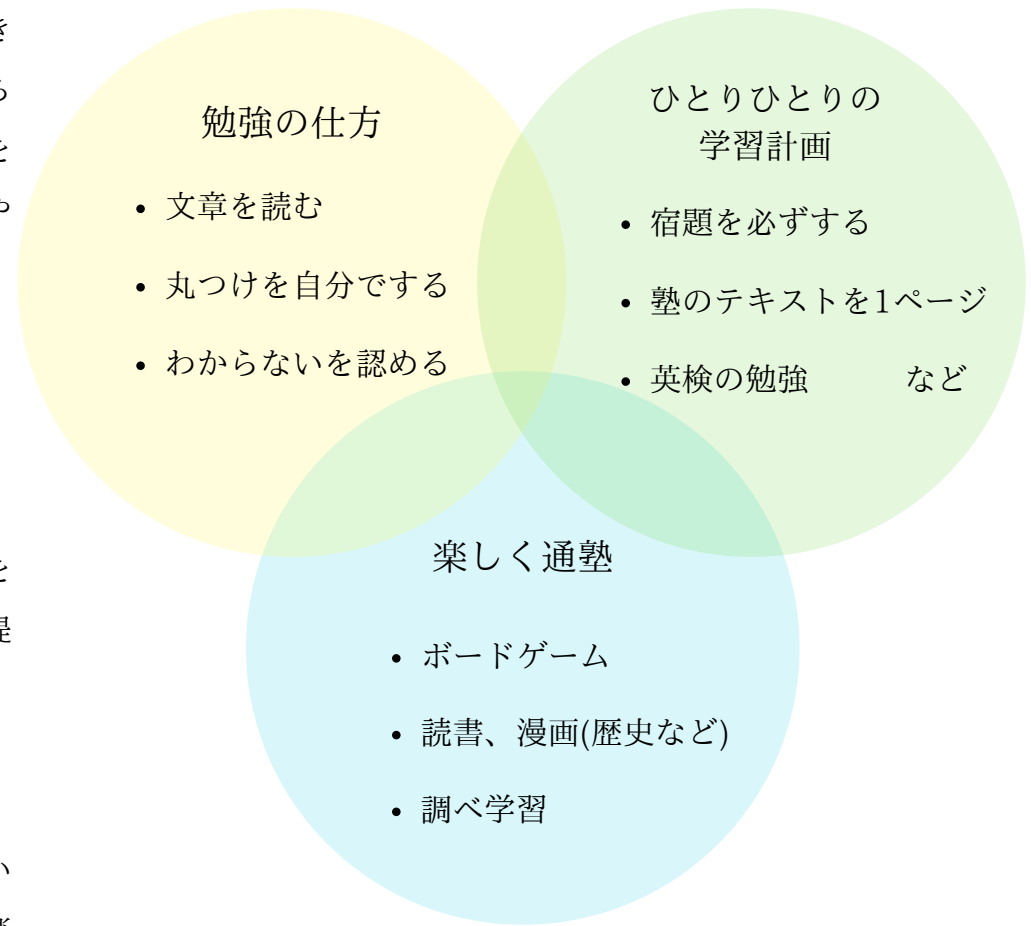 勉強の仕方
• 文章を読む
• 丸つけを自分でする
• わからないを認める
ひとりひとりの
学習計画
• 宿題を必ずする
• 塾のテキストを1ページ
• 英検の勉強　　　など
楽しく通塾
• ボードゲーム
• 読書、漫画(歴史など)
• 調べ学習